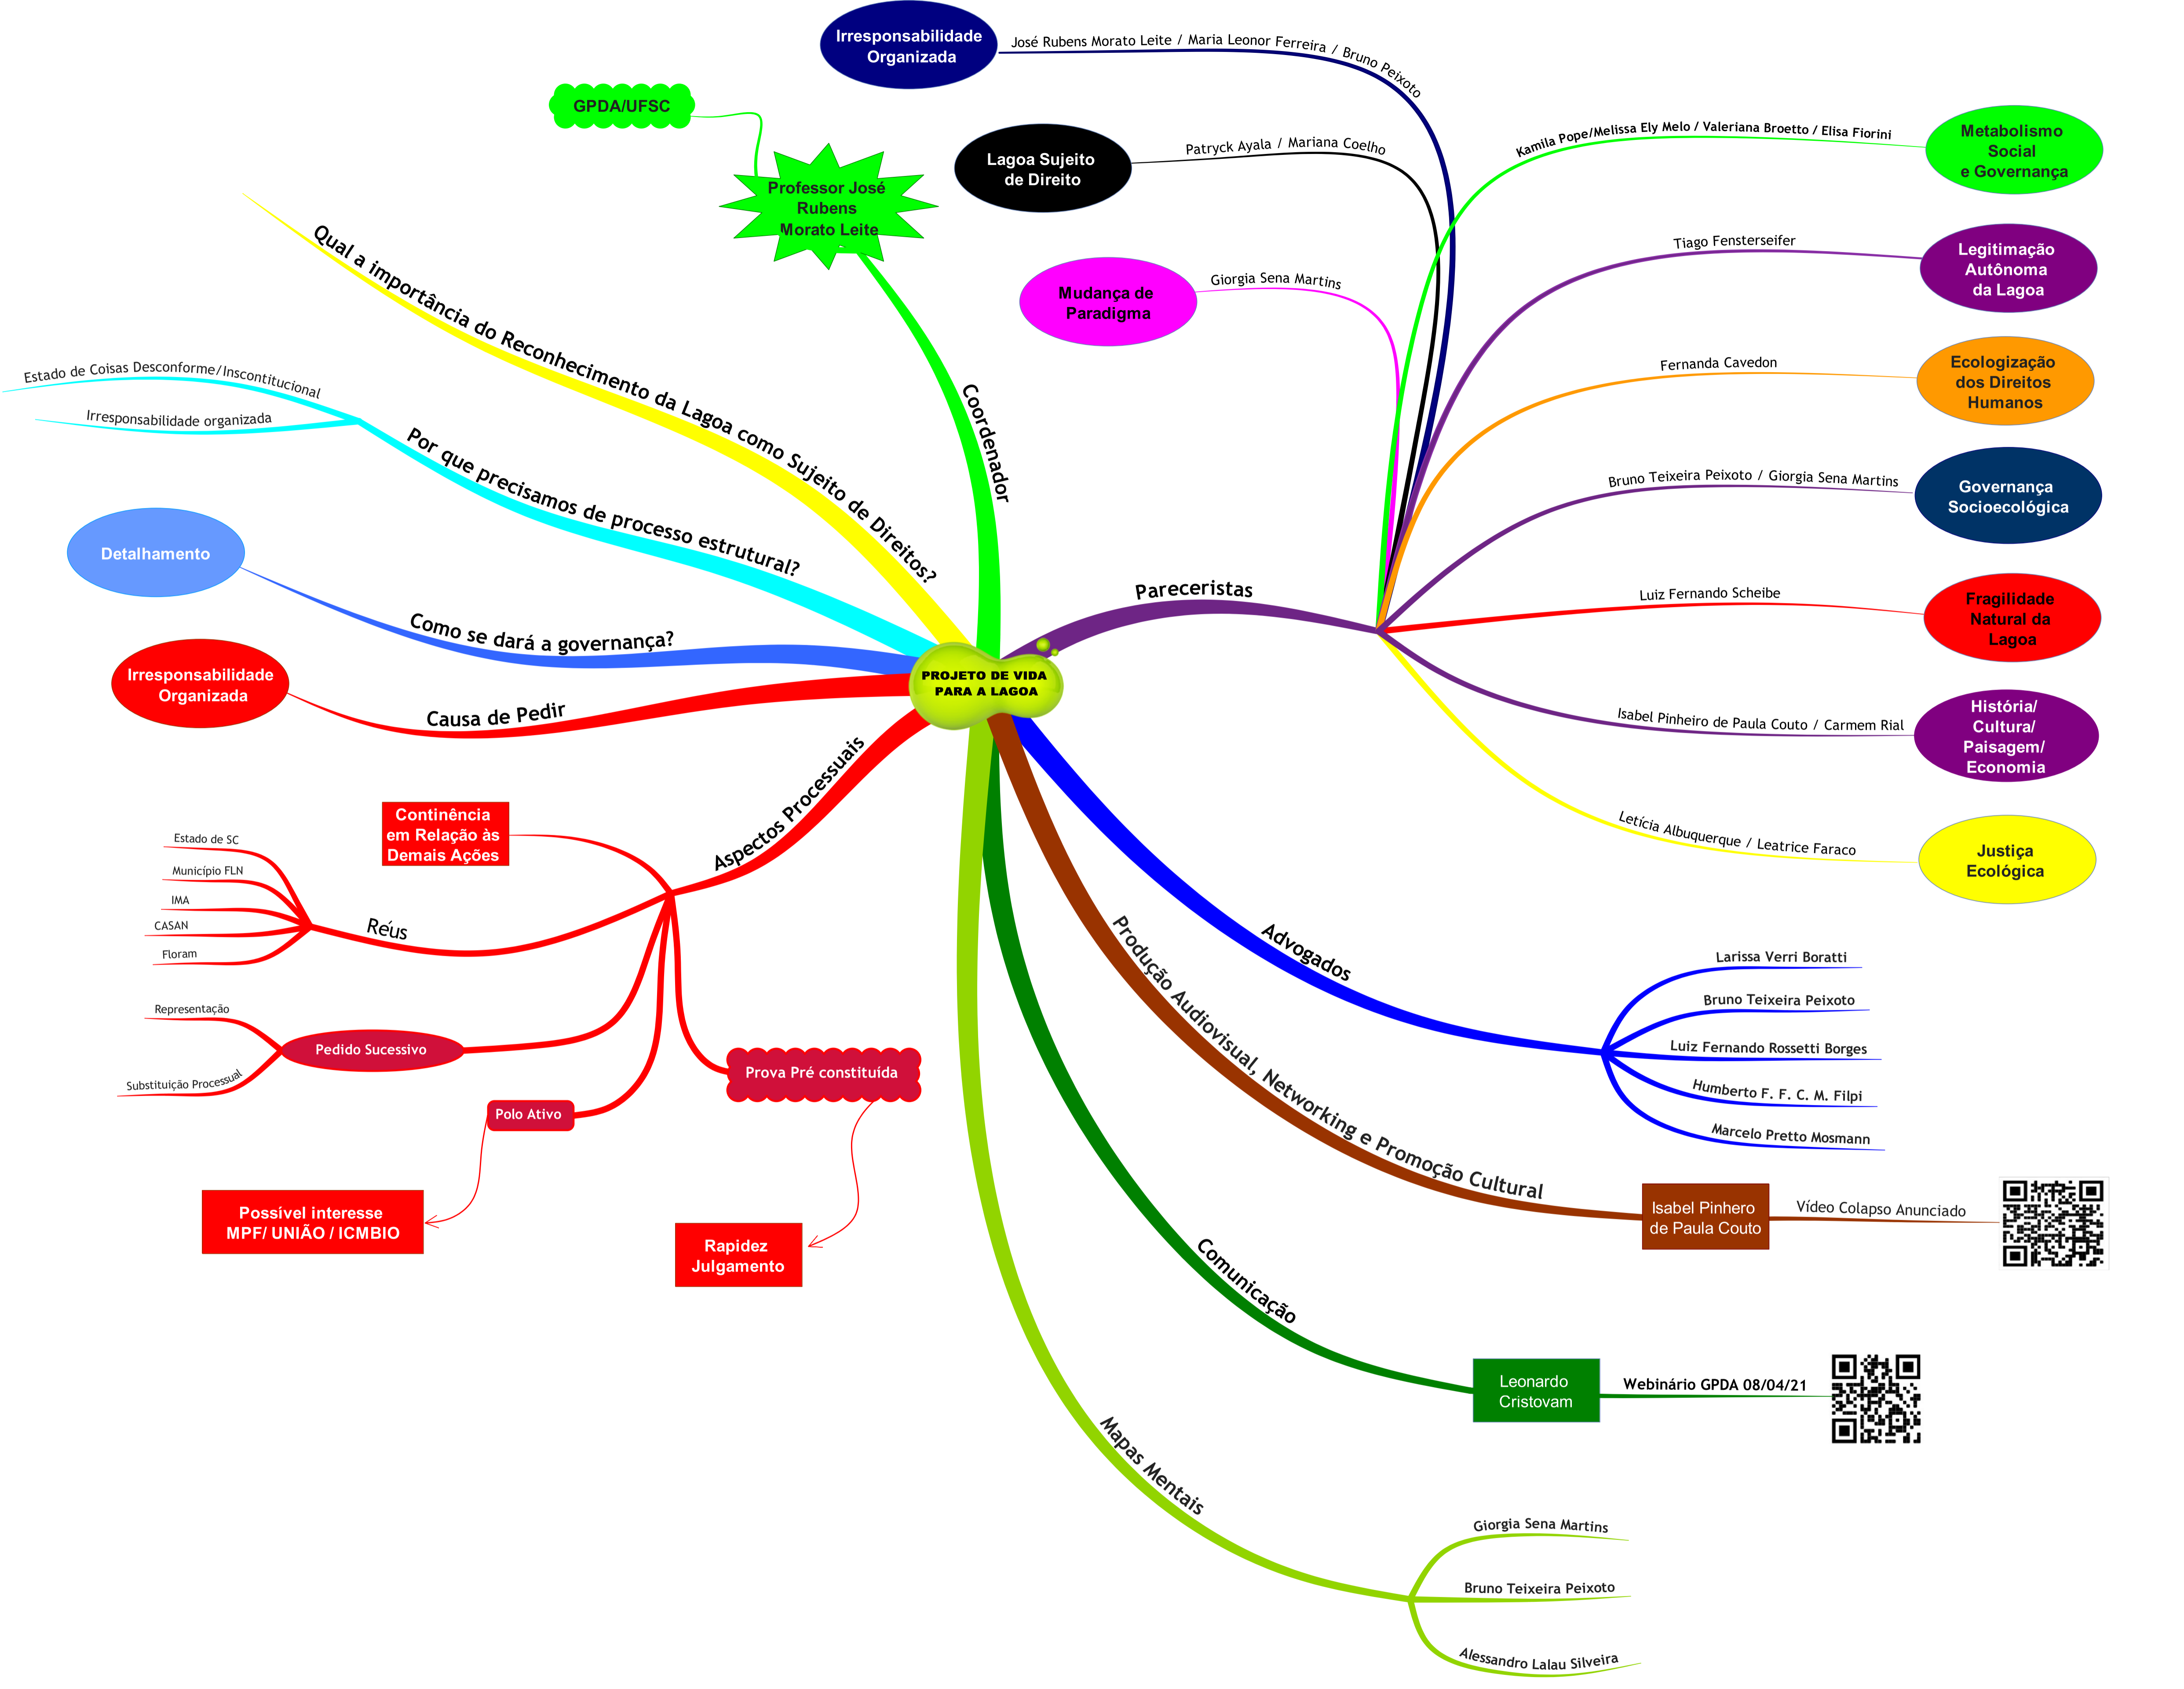 PROJETO DE VIDA
PARA A LAGOA
Coordenador
Professor José
Rubens
Morato Leite
GPDA/UFSC
Pareceristas
José Rubens Morato Leite / Maria Leonor Ferreira / Bruno Peixoto
Irresponsabilidade
Organizada
Patryck Ayala / Mariana Coelho
Lagoa Sujeito
de Direito
Giorgia Sena Martins
Mudança de
Paradigma
Kamila Pope/Melissa Ely Melo / Valeriana Broetto / Elisa Fiorini
Metabolismo
Social
e Governança
Tiago Fensterseifer
Legitimação
Autônoma
da Lagoa
Fernanda Cavedon
Ecologização
dos Direitos
Humanos
Bruno Teixeira Peixoto / Giorgia Sena Martins
Governança
Socioecológica
Luiz Fernando Scheibe
Fragilidade
Natural da
Lagoa
Isabel Pinheiro de Paula Couto / Carmem Rial
História/
Cultura/
Paisagem/
Economia
Letícia Albuquerque / Leatrice Faraco
Justiça
Ecológica
Advogados
Larissa Verri Boratti
Bruno Teixeira Peixoto
Luiz Fernando Rossetti Borges
Humberto F. F. C. M. Filpi
Marcelo Pretto Mosmann
Produção Audiovisual, Networking e Promoção Cultural
Isabel Pinhero
de Paula Couto
Vídeo Colapso Anunciado
Comunicação
Leonardo
Cristovam
Webinário GPDA 08/04/21
Mapas Mentais
Giorgia Sena Martins
Bruno Teixeira Peixoto
Alessandro Lalau Silveira
Aspectos Processuais
Continência
em Relação às
Demais Ações
Réus
Estado de SC
Município FLN
IMA
CASAN
Floram
Pedido Sucessivo
Representação
Substituição Processual
Polo Ativo
Possível interesse
MPF/ UNIÃO / ICMBIO
Prova Pré constituída
Rapidez
Julgamento
Causa de Pedir
Irresponsabilidade
Organizada
Como se dará a governança?
Detalhamento
Por que precisamos de processo estrutural?
Estado de Coisas Desconforme/Inscontitucional
Irresponsabilidade organizada
Qual a importância do Reconhecimento da Lagoa como Sujeito de Direitos?